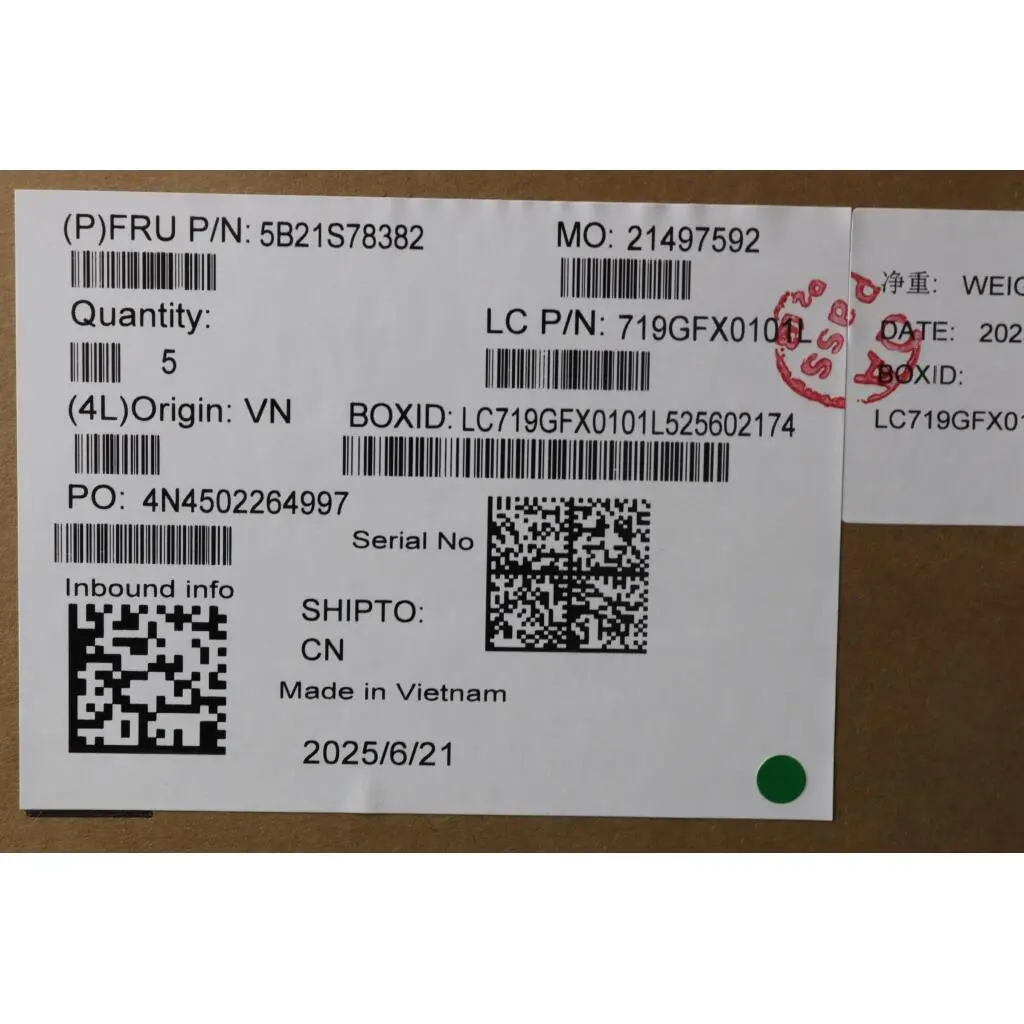 (P)FRU P/N: 5B21S78382
MO: 21497592
Quantity:
5
LC P/N: 719GFX0101L
(4L)Origin: VN
BOXID: LC719GFX0101L525602174
PO: 4N4502264997
Serial No
Inbound info
SHIPTO:
CN
Made in Vietnam
2025/6/21
净重: WEIG
DATE: 202
BOXID:
LC719GFX01